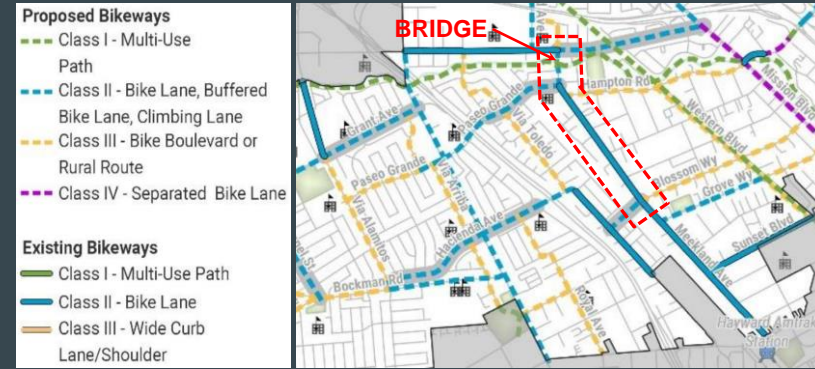 Proposed Bikeways
Class I - Multi-Use
Path
Class II - Bike Lane, Buffered
Bike Lane, Climbing Lane
Class III - Bike Boulevard or
Rural Route
Class IV - Separated Bike Lane
Existing Bikeways
Class I - Multi-Use Path
Class II - Bike Lane
Class III - Wide Curb
Lane/Shoulder
BRIDGE
Hampton Rd
Mission Blvd
Grant Ave
Paseo Grande
Via Toledo
Western Blvd
Paseo Grande
Via Arriba
Blossom Wy
Grove Wy
Via Alamitos
Hacienda Ave
Meekland Ave
Sunset Blvd
Bockman Rd
Royal Ave
Hayward Amtrak
Station